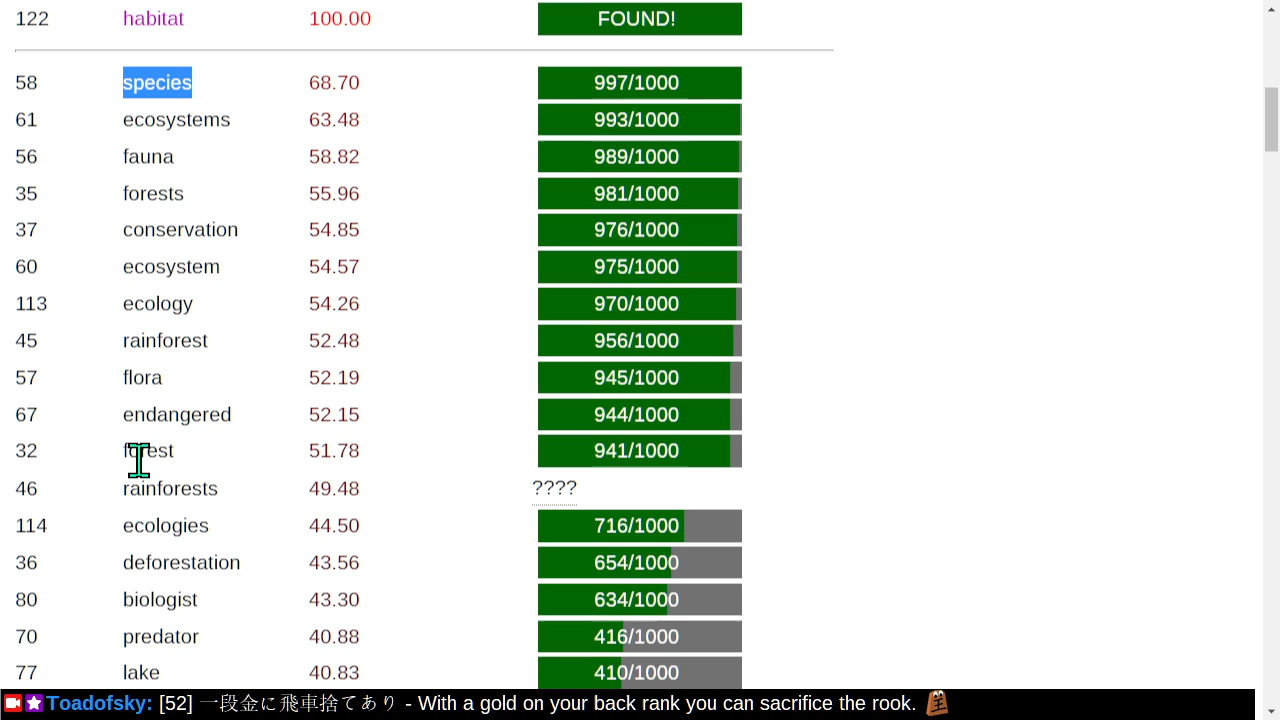 122 habitat 100.00 FOUND!
58 species 68.70 997/1000
61 ecosystems 63.48 993/1000
56 fauna 58.82 989/1000
35 forests 55.96 981/1000
37 conservation 54.85 976/1000
60 ecosystem 54.57 975/1000
113 ecology 54.26 970/1000
45 rainforest 52.48 956/1000
57 flora 52.19 945/1000
67 endangered 52.15 944/1000
32 forest 51.78 941/1000
46 rainforests 49.48 ????
114 ecologies 44.50 716/1000
36 deforestation 43.56 654/1000
80 biologist 43.30 634/1000
70 predator 40.88 416/1000
77 lake 40.83 410/1000
Toadofsky: [52] 一段金に飛車捨てあり - With a gold on your back rank you can sacrifice the rook.